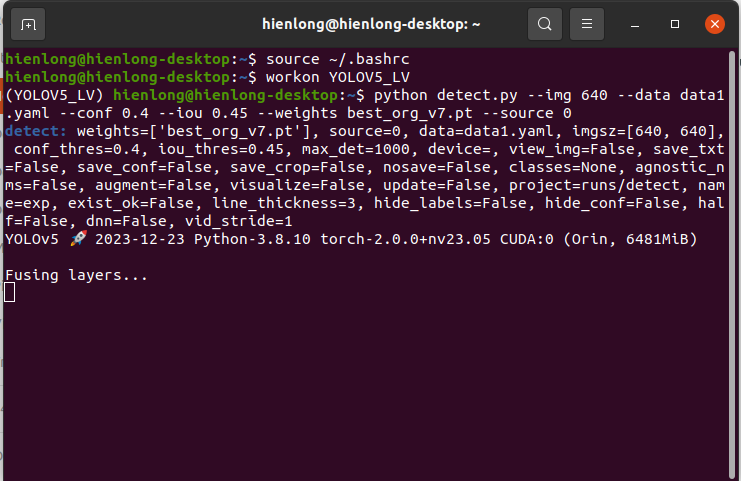 hienlong@hienlong-desktop: ~
hienlong@hienlong-desktop:~$ source ~/.bashrc
hienlong@hienlong-desktop:~$ workon YOLOV5_LV
(YOLOV5_LV) hienlong@hienlong-desktop:~$ python detect.py --img 640 --data data1
.yaml --conf 0.4 --iou 0.45 --weights best_org_v7.pt --source 0
detect: weights=['best_org_v7.pt'], source=0, data=data1.yaml, imgsz=[640, 640],
 conf_thres=0.4, iou_thres=0.45, max_det=1000, device=, view_img=False, save_txt
=False, save_conf=False, save_crop=False, nosave=False, classes=None, agnostic_n
ms=False, augment=False, visualize=False, update=False, project=runs/detect, nam
e=exp, exist_ok=False, line_thickness=3, hide_labels=False, hide_conf=False, hal
f=False, dnn=False, vid_stride=1
YOLOv5 🚀 2023-12-23 Python-3.8.10 torch-2.0.0+nv23.05 CUDA:0 (Orin, 6481MiB)
Fusing layers...